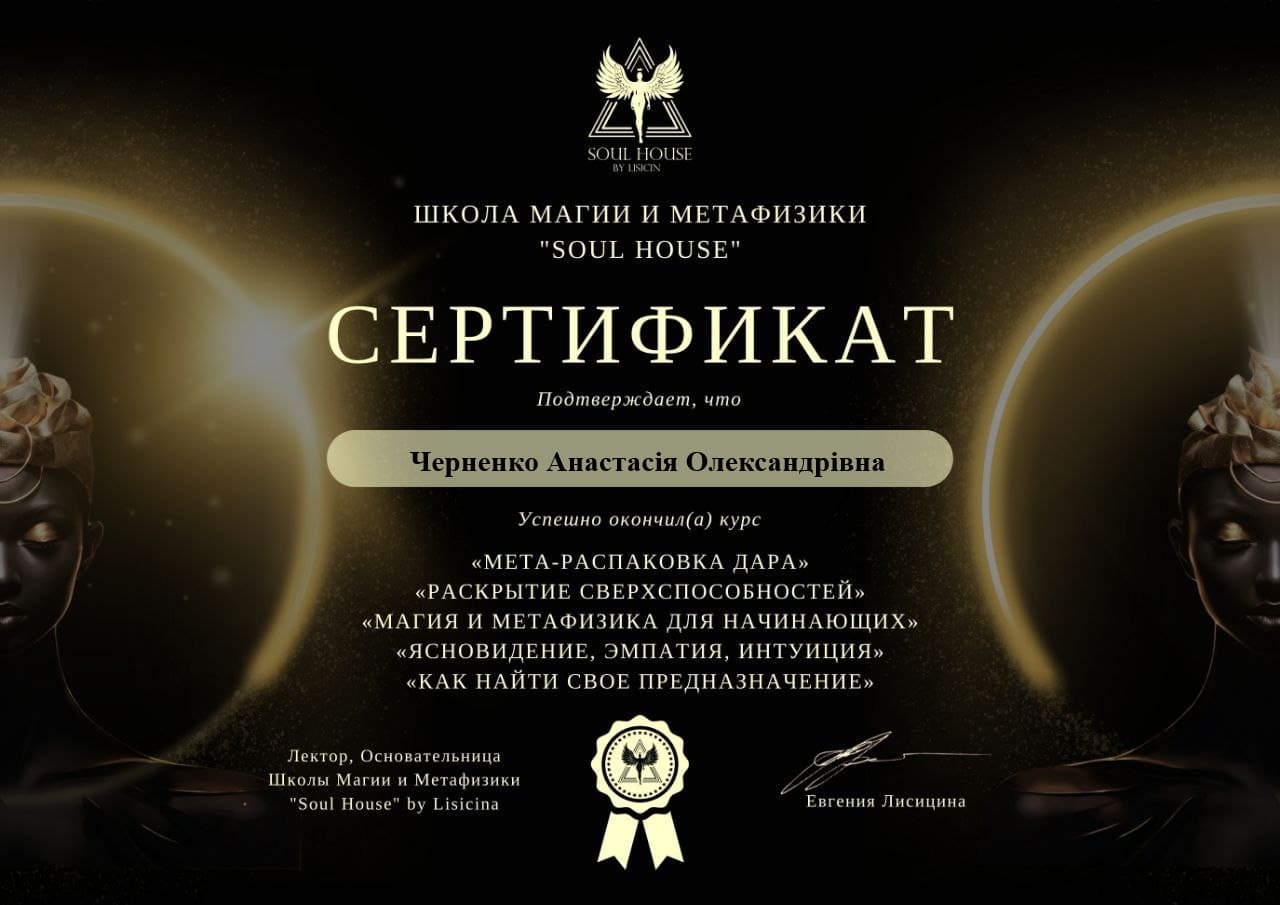 SOUL HOUSE
BY LISICIN
ШКОЛА МАГИИ И МЕТАФИЗИКИ
"SOUL HOUSE"
СЕРТИФИКАТ
Подтверждает, что
Черненко Анастасія Олександрівна
Успешно окончил(а) курс
«МЕТА-РАСПАКОВКА ДАРА»
«РАСКРЫТИЕ СВЕРХСПОСОБНОСТЕЙ»
«МАГИЯ И МЕТАФИЗИКА ДЛЯ НАЧИНАЮЩИХ»
«ЯСНОВИДЕНИЕ, ЭМПАТИЯ, ИНТУИЦИЯ»
«КАК НАЙТИ СВОЕ ПРЕДНАЗНАЧЕНИЕ»
Лектор, Основательница
Школы Магии и Метафизики
"Soul House" by Lisicina
Евгения Лисицина